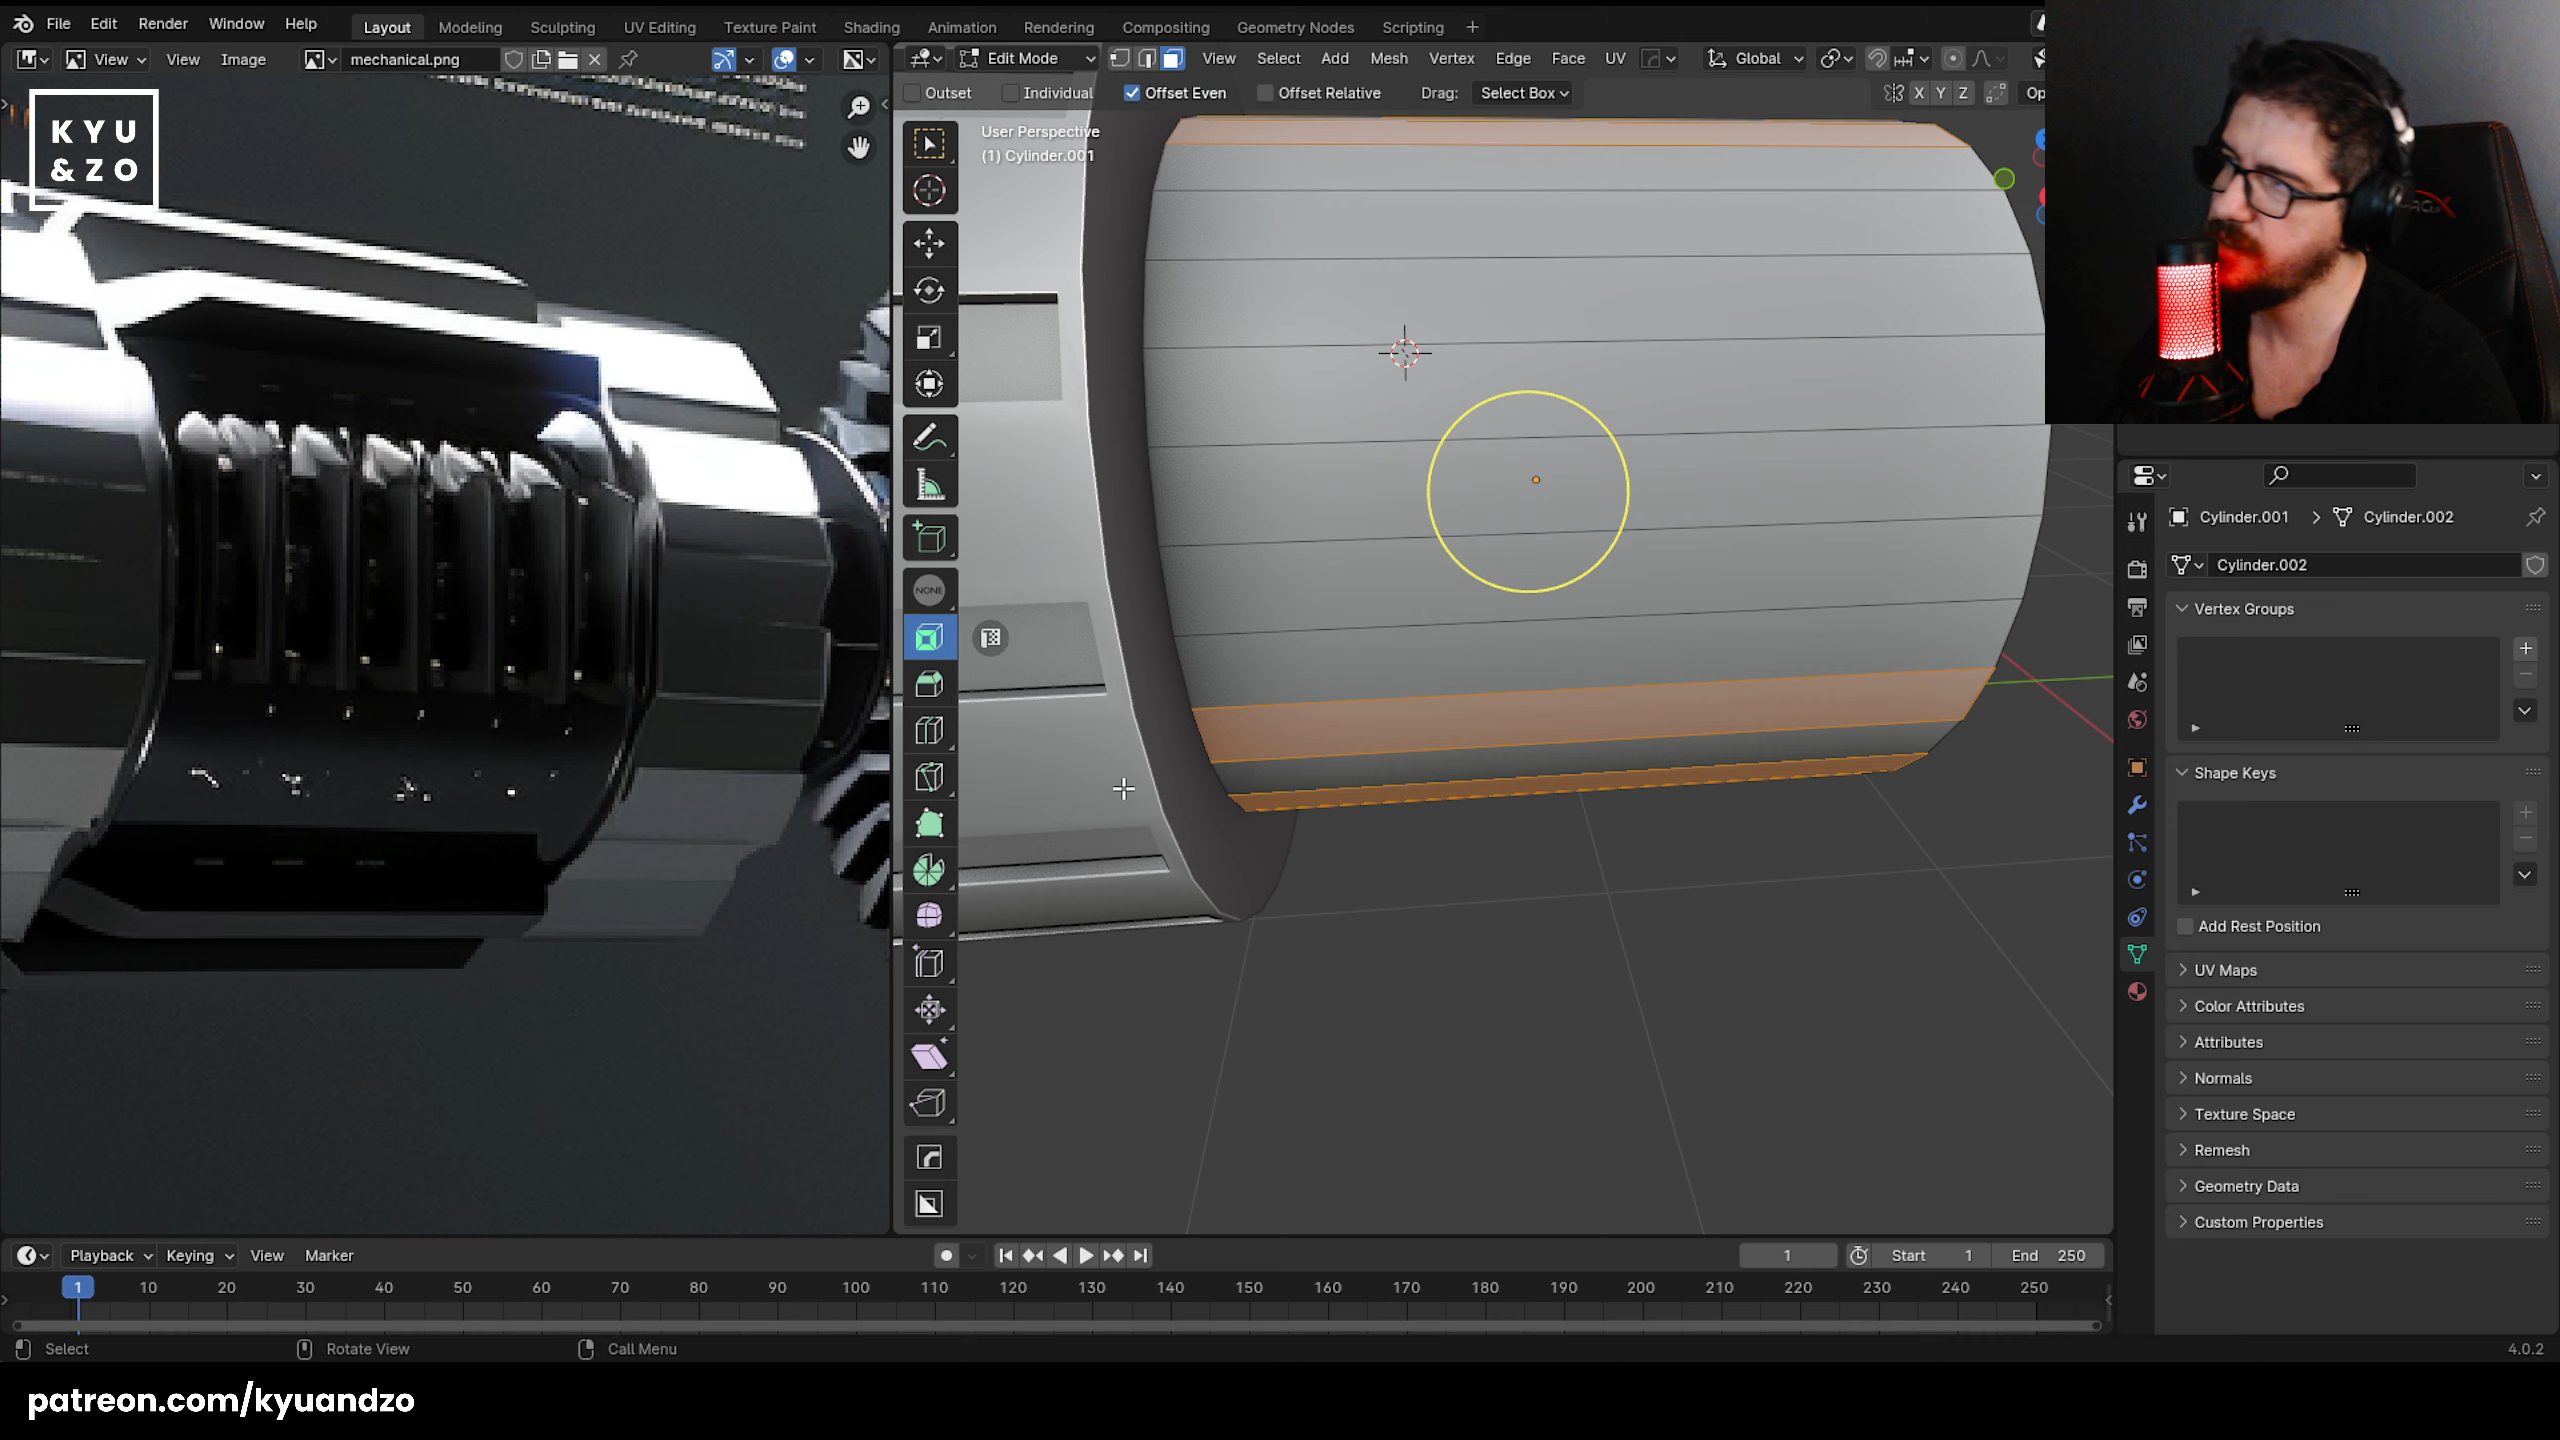 File Edit Render Window Help Layout Modeling Sculpting UV Editing Texture Paint Shading Animation Rendering Compositing Geometry Nodes Scripting +
View View Image mechanical.png Edit Mode View Select Add Mesh Vertex Edge Face UV Global
Outset Individual Offset Even Offset Relative Drag: Select Box X Y Z Op
KYU
&ZO
User Perspective
(1) Cylinder.001
NONE
Cylinder.001 > Cylinder.002
Cylinder.002
Vertex Groups
Shape Keys
Add Rest Position
UV Maps
Color Attributes
Attributes
Normals
Texture Space
Remesh
Geometry Data
Custom Properties
Playback Keying View Marker 1 Start 1 End 250
1 10 20 30 40 50 60 70 80 90 100 110 120 130 140 150 160 170 180 190 200 210 220 230 240 250
Select Rotate View Call Menu 4.0.2
patreon.com/kyuandzo